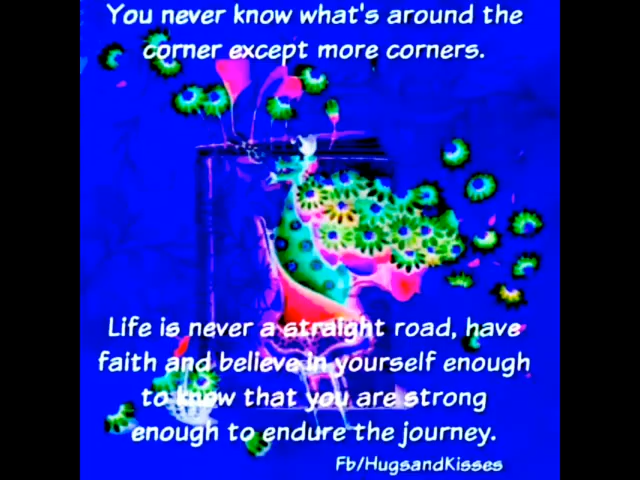 You never know what's around the
corner except more corners.
Life is never a straight road, have
faith and believe in yourself enough
to know that you are strong
enough to endure the journey.
Fb/HugsandKisses